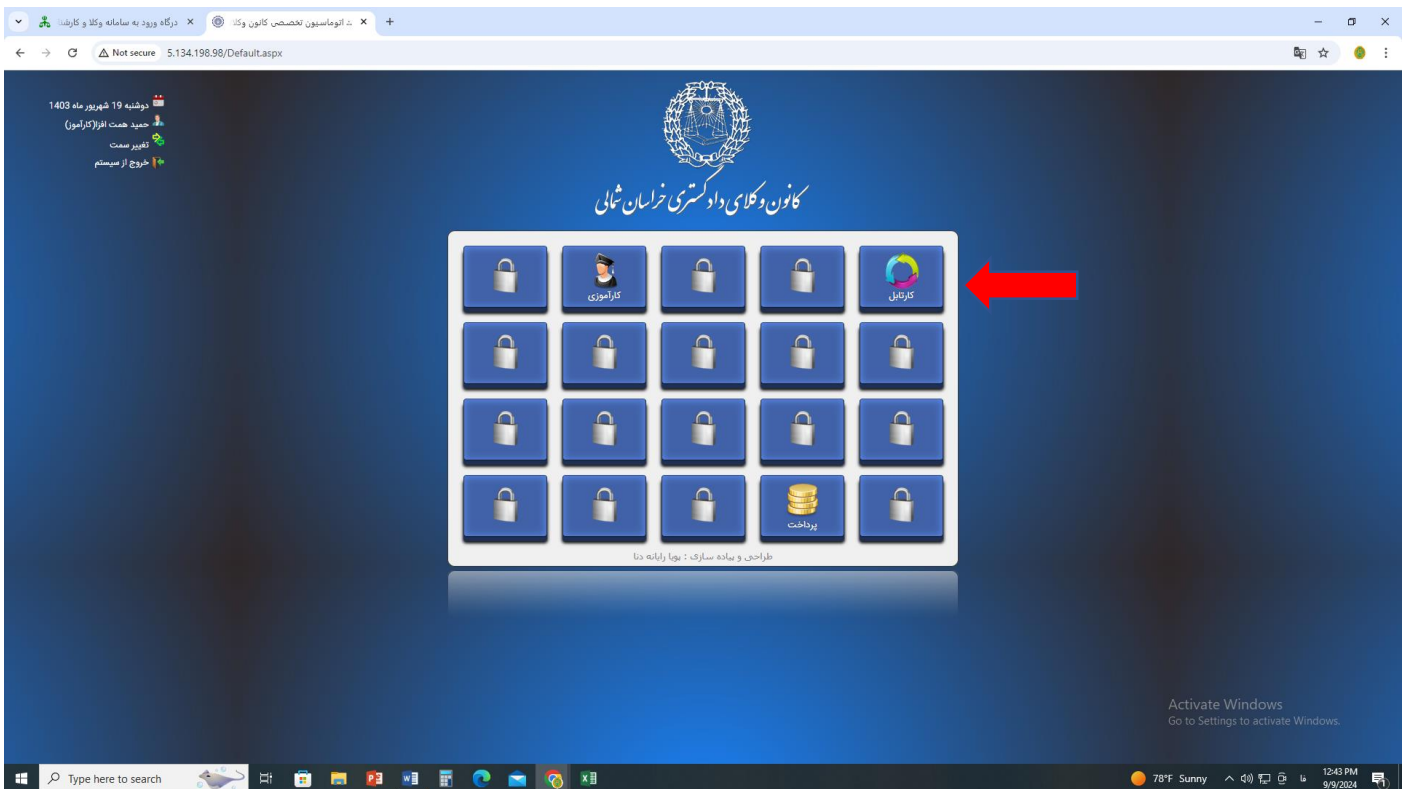 درگاه ورود به سامانه وکلا و کارشنا
اتوماسیون تخصصی کانون وکلا
Not secure
5.134.198.98/Default.aspx
دوشنبه 19 شهریور ماه 1403
حمید همت افزا(کارآموز)
تغییر سمت
خروج از سیستم
کانون وکلای دادگستری خراسان شمالی
کارتابل
کارآموزی
پرداخت
طراحی و پیاده سازی : پویا رایانه دنا
Activate Windows
Go to Settings to activate Windows.
Type here to search
78°F Sunny
فا
12:43 PM
9/9/2024